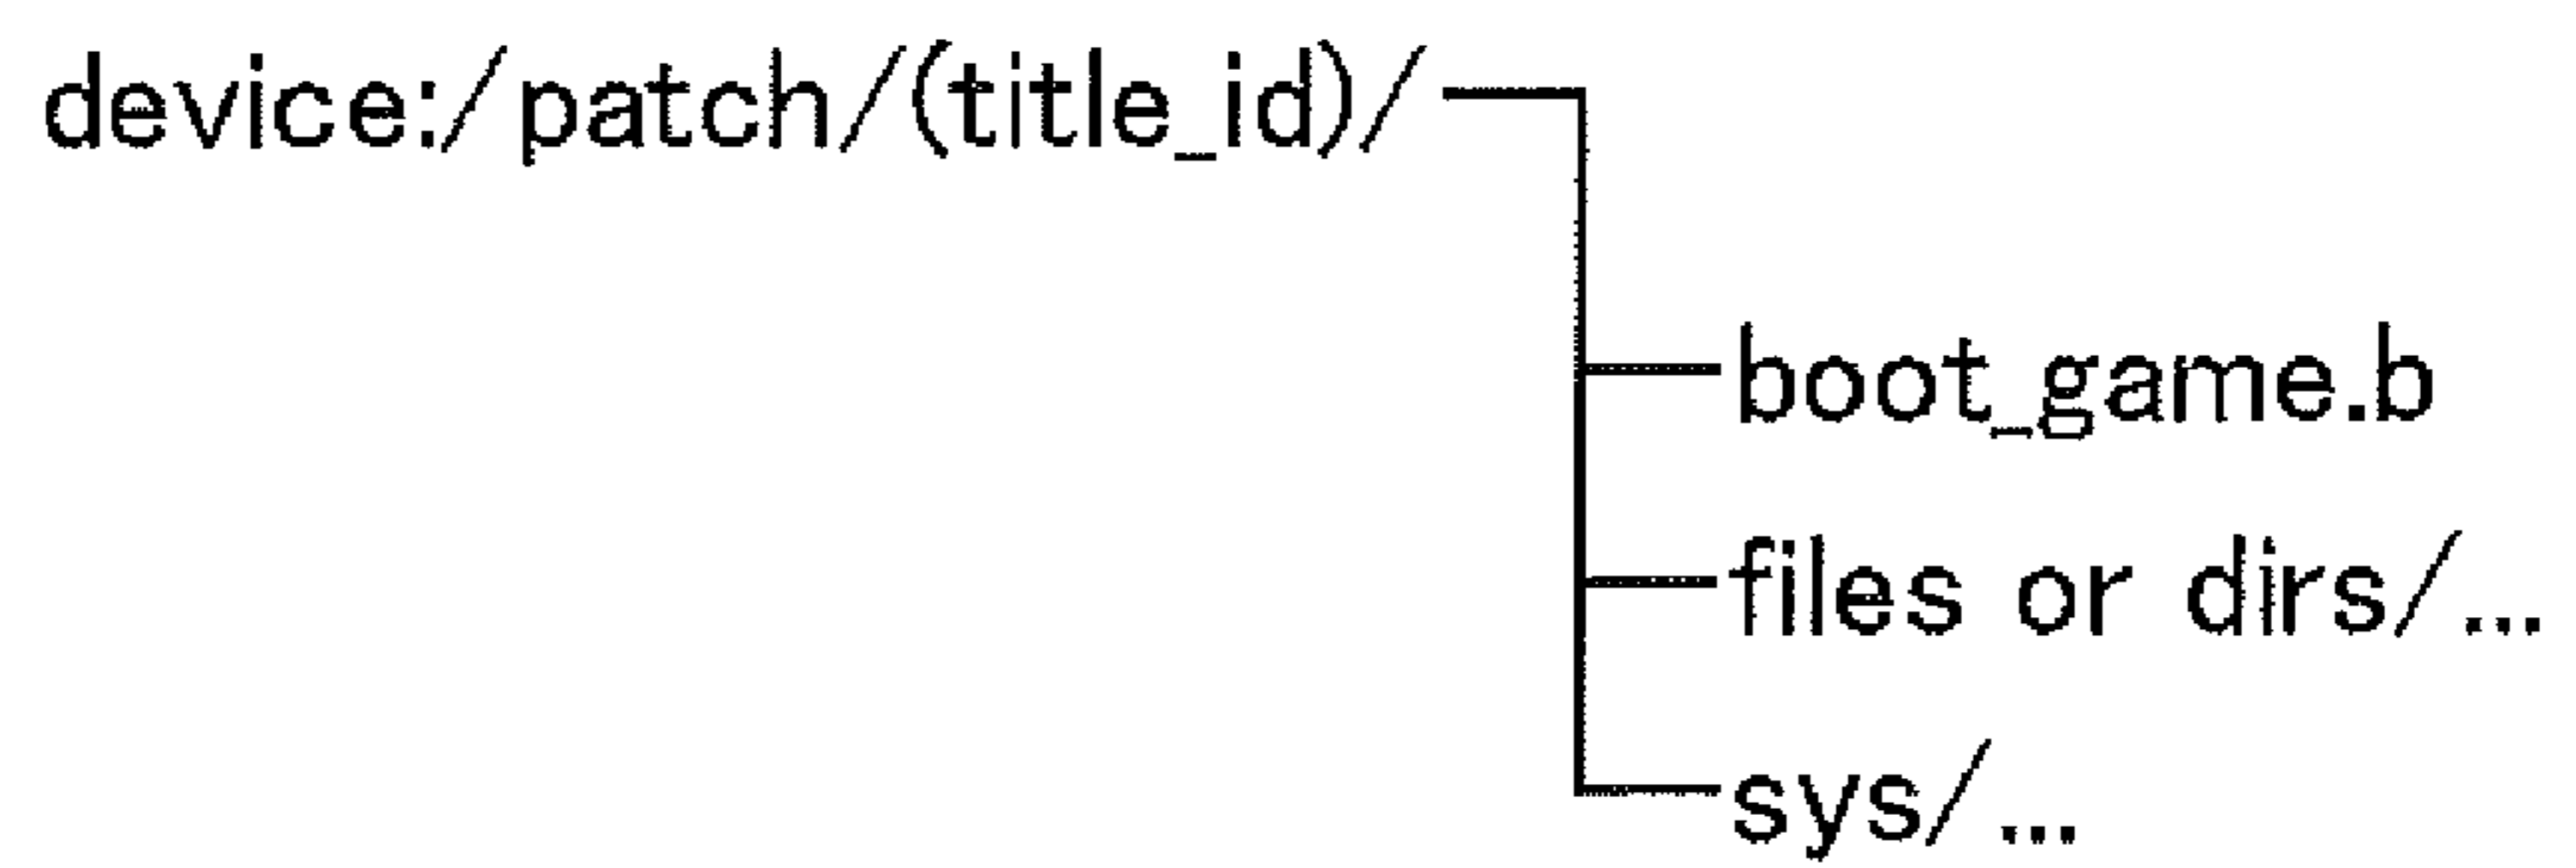 device:/patch/(title_id)/
boot_game.b
files or dirs/...
sys/...